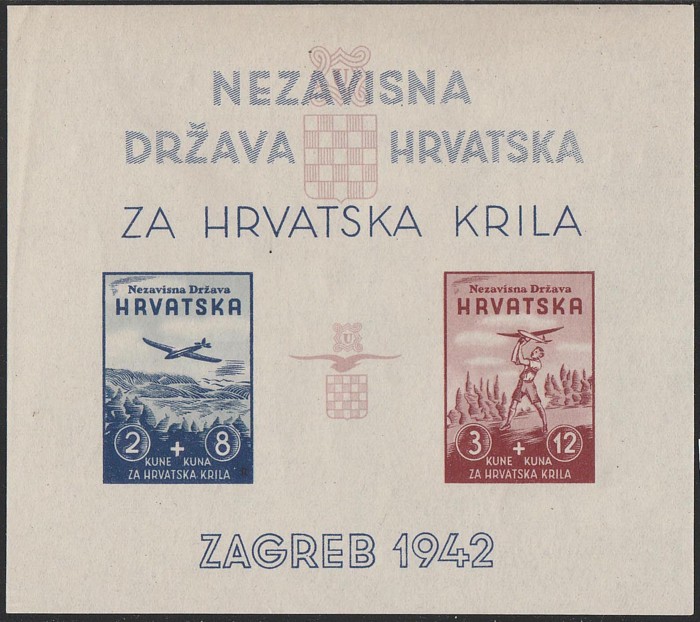 U
NEZAVISNA
DRŽAVA HRVATSKA
ZA HRVATSKA KRILA
Nezavisna Država
HRVATSKA
2 + 8
KUNE KUNA
ZA HRVATSKA KRILA
U
Nezavisna Država
HRVATSKA
3 + 12
KUNE KUNA
ZA HRVATSKA KRILA
ZAGREB 1942